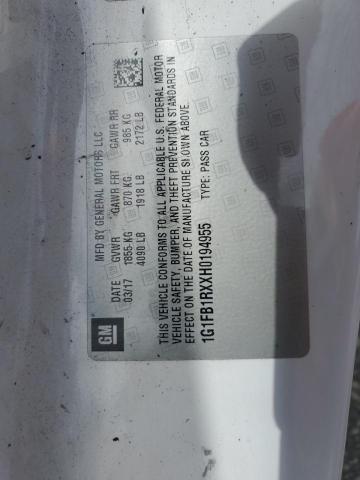 MFD BY GENERAL MOTORS LLC
DATE GVWR GAWR FRT GAWR RR
03/17 1855 KG 870 KG 985 KG
4090 LB 1918 LB 2172 LB
THIS VEHICLE CONFORMS TO ALL APPLICABLE U.S. FEDERAL MOTOR
VEHICLE SAFETY, BUMPER, AND THEFT PREVENTION STANDARDS IN
EFFECT ON THE DATE OF MANUFACTURE SHOWN ABOVE.
1G1FB1RXXH0194955 TYPE: PASS CAR
GM